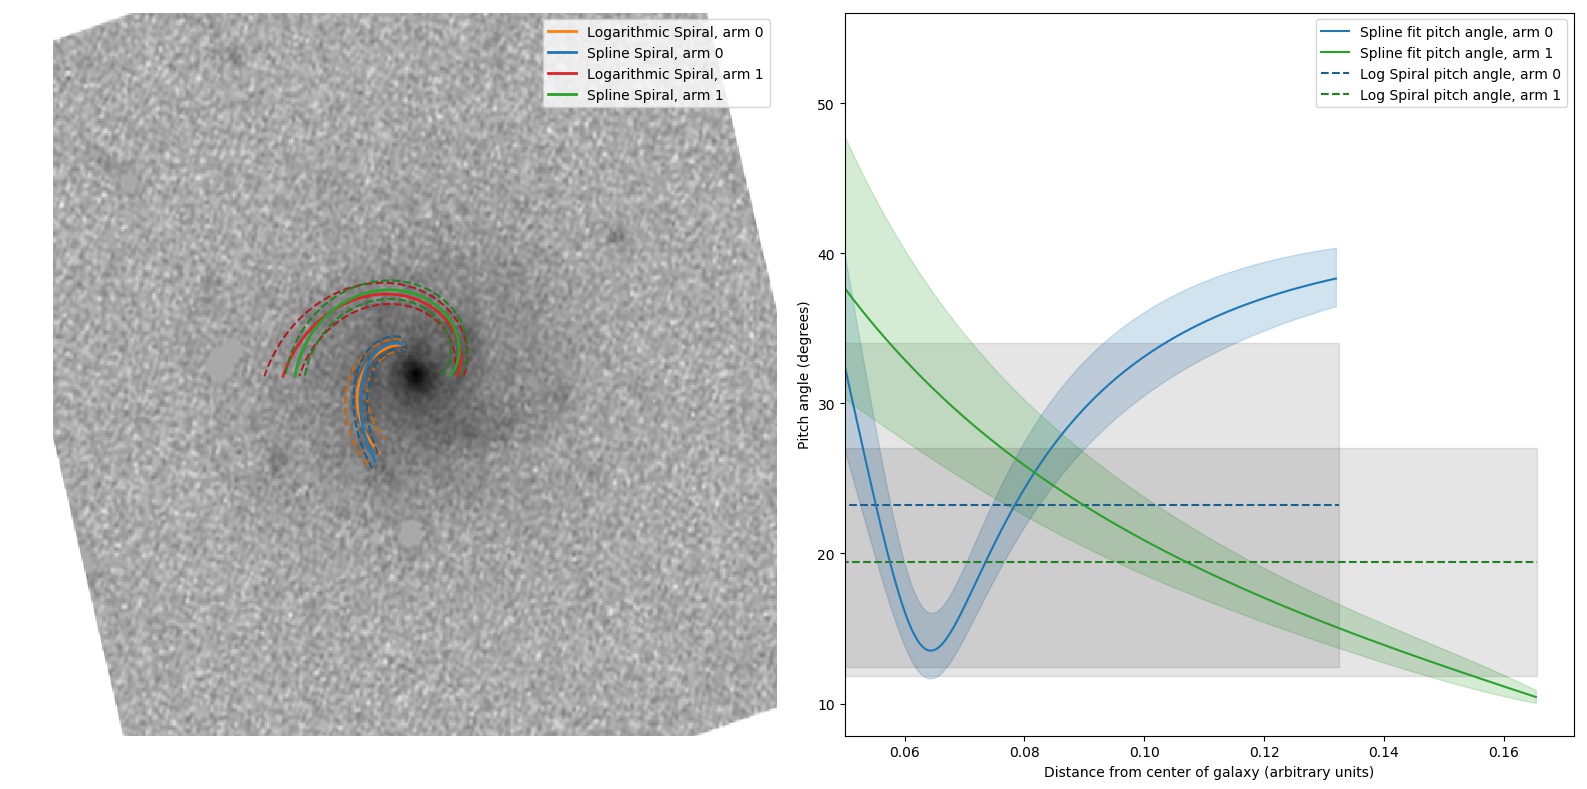 Logarithmic Spiral, arm 0
Spline Spiral, arm 0
Logarithmic Spiral, arm 1
Spline Spiral, arm 1
Spline fit pitch angle, arm 0
Spline fit pitch angle, arm 1
Log Spiral pitch angle, arm 0
Log Spiral pitch angle, arm 1
50
40
30
20
10
Pitch angle (degrees)
0.06 0.08 0.10 0.12 0.14 0.16
Distance from center of galaxy (arbitrary units)